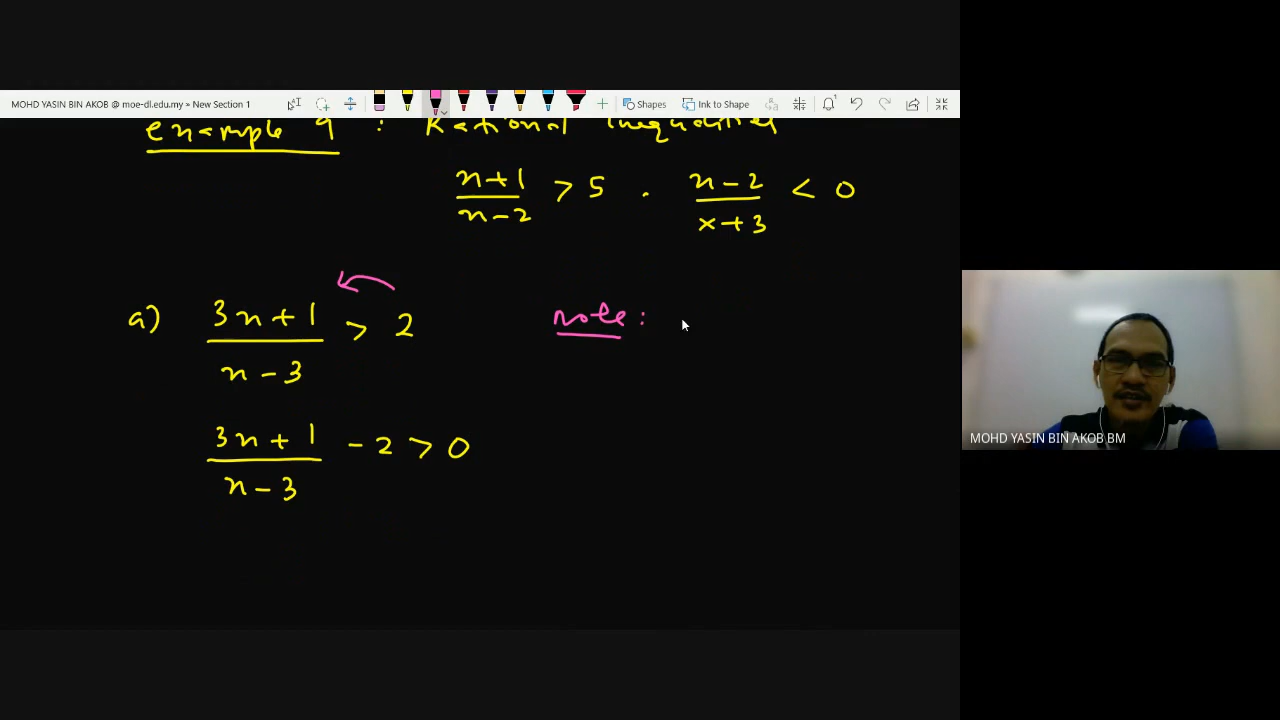 MOHD YASIN BIN AKOB @ moe-dl.edu.my » New Section 1
Shapes
Ink to Shape
example 9 : Rational Inequalities
x+1/x-2 > 5 . x-2/x+3 < 0
a) 3x+1/x-3 > 2
note:
3x+1/x-3 -2 > 0
MOHD YASIN BIN AKOB BM